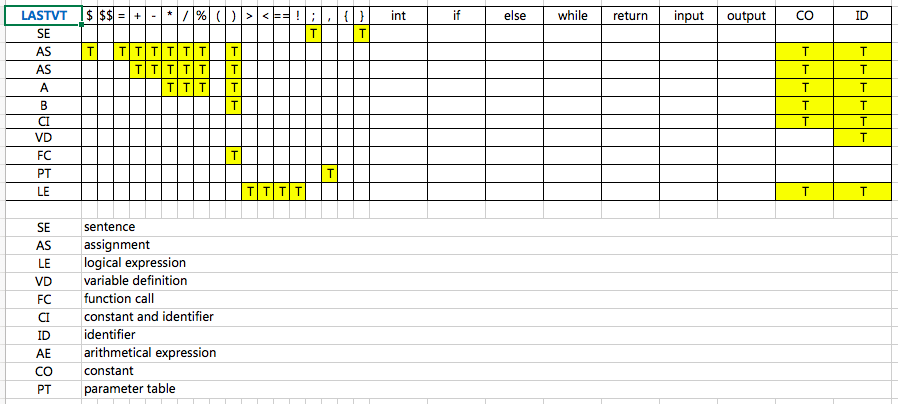 LASTVT $ $$ = + - * / % ( ) > < == ! ; , { } int if else while return input output CO ID
SE T T
AS T T T T T T T T T T
AS T T T T T T T T
A T T T T T T
B T T T
CI T T
VD T
FC T
PT T
LE T T T T T T
SE sentence
AS assignment
LE logical expression
VD variable definition
FC function call
CI constant and identifier
ID identifier
AE arithmetical expression
CO constant
PT parameter table